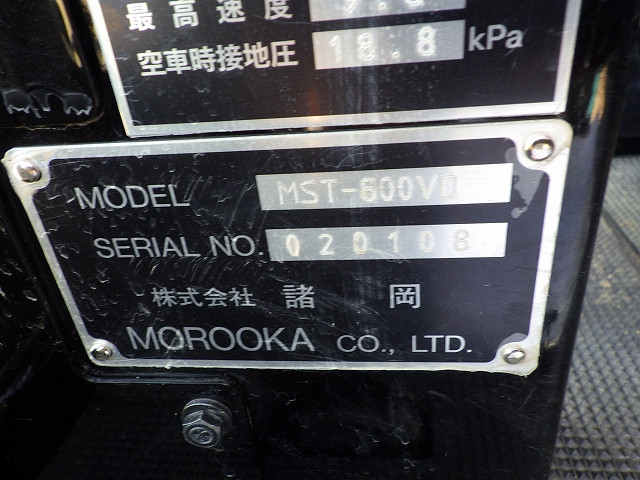 最高速度
空車時接地圧 18.8 kPa
MODEL MST-800VD
SERIAL NO. 020108
株式会社 諸岡
MOROOKA CO., LTD.